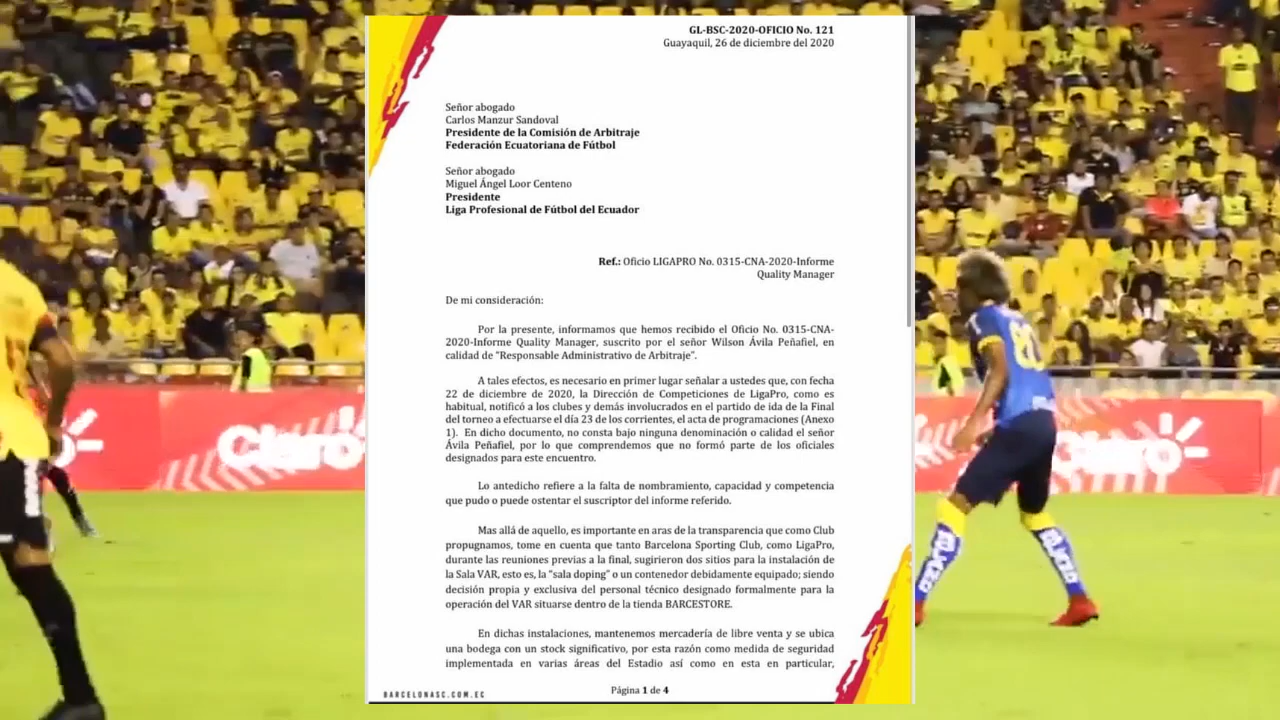 GL-BSC-2020-OFICIO No. 121
Guayaquil, 26 de diciembre del 2020
Señor abogado
Carlos Manzur Sandoval
Presidente de la Comisión de Arbitraje
Federación Ecuatoriana de Fútbol
Señor abogado
Miguel Ángel Loor Centeno
Presidente
Liga Profesional de Fútbol del Ecuador
Ref.: Oficio LIGAPRO No. 0315-CNA-2020-Informe
Quality Manager
De mi consideración:
Por la presente, informamos que hemos recibido el Oficio No. 0315-CNA-
2020-Informe Quality Manager, suscrito por el señor Wilson Ávila Peñafiel, en
calidad de "Responsable Administrativo de Arbitraje".
A tales efectos, es necesario en primer lugar señalar a ustedes que, con fecha
22 de diciembre de 2020, la Dirección de Competiciones de LigaPro, como es
habitual, notificó a los clubes y demás involucrados en el partido de ida de la Final
del torneo a efectuarse el día 23 de los corrientes, el acta de programaciones (Anexo
1). En dicho documento, no consta bajo ninguna denominación o calidad el señor
Ávila Peñafiel, por lo que comprendemos que no formó parte de los oficiales
designados para este encuentro.
Lo antedicho refiere a la falta de nombramiento, capacidad y competencia
que pudo o puede ostentar el suscriptor del informe referido.
Mas allá de aquello, es importante en aras de la transparencia que como Club
propugnamos, tome en cuenta que tanto Barcelona Sporting Club, como LigaPro,
durante las reuniones previas a la final, sugirieron dos sitios para la instalación de
la Sala VAR, esto es, la "sala doping" o un contenedor debidamente equipado; siendo
decisión propia y exclusiva del personal técnico designado formalmente para la
operación del VAR situarse dentro de la tienda BARCESTORE.
En dichas instalaciones, mantenemos mercadería de libre venta y se ubica
una bodega con un stock significativo, por esta razón como medida de seguridad
implementada en varias áreas del Estadio así como en esta en particular,
BARCELONASC.COM.EC
Página 1 de 4
Claro
Claro